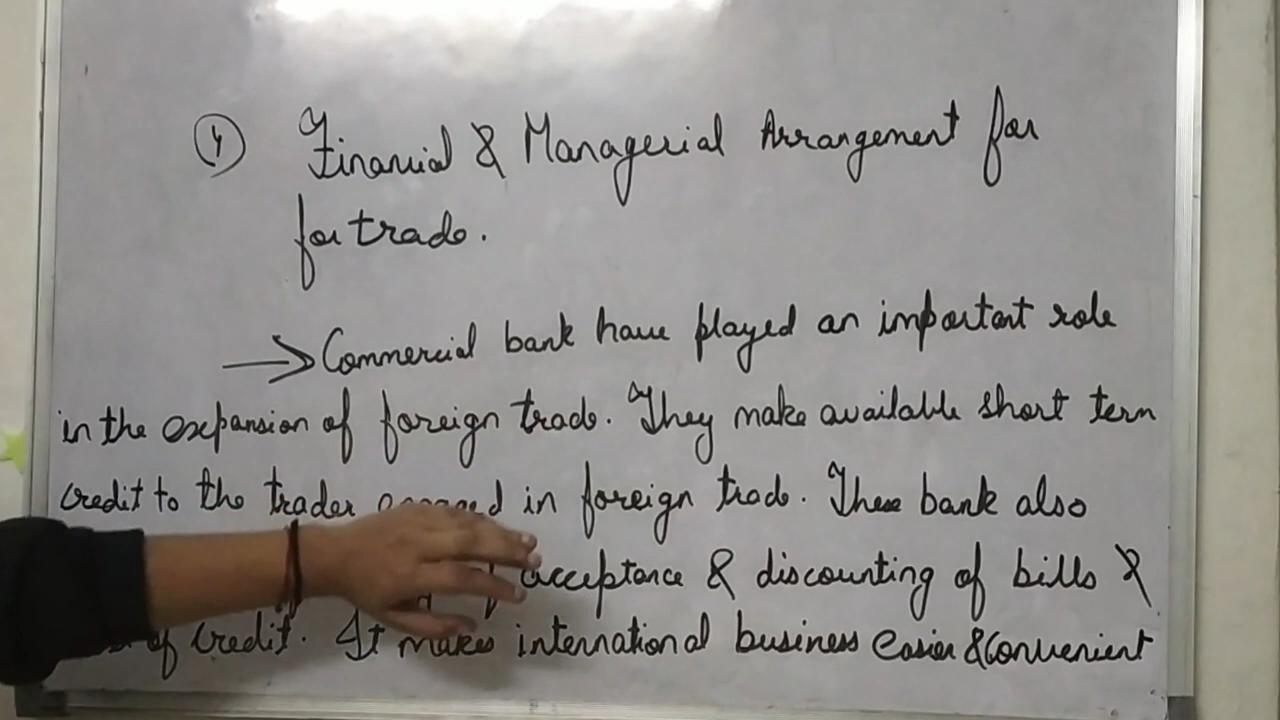 4 Financial & Managerial Arrangement for
for trade.
→ Commercial bank have played an important role
in the expansion of foreign trade. They make available short term
credit to the trader engaged in foreign trade. These bank also
acceptance & discounting of bills &
of credit. It makes international business easier & convenient